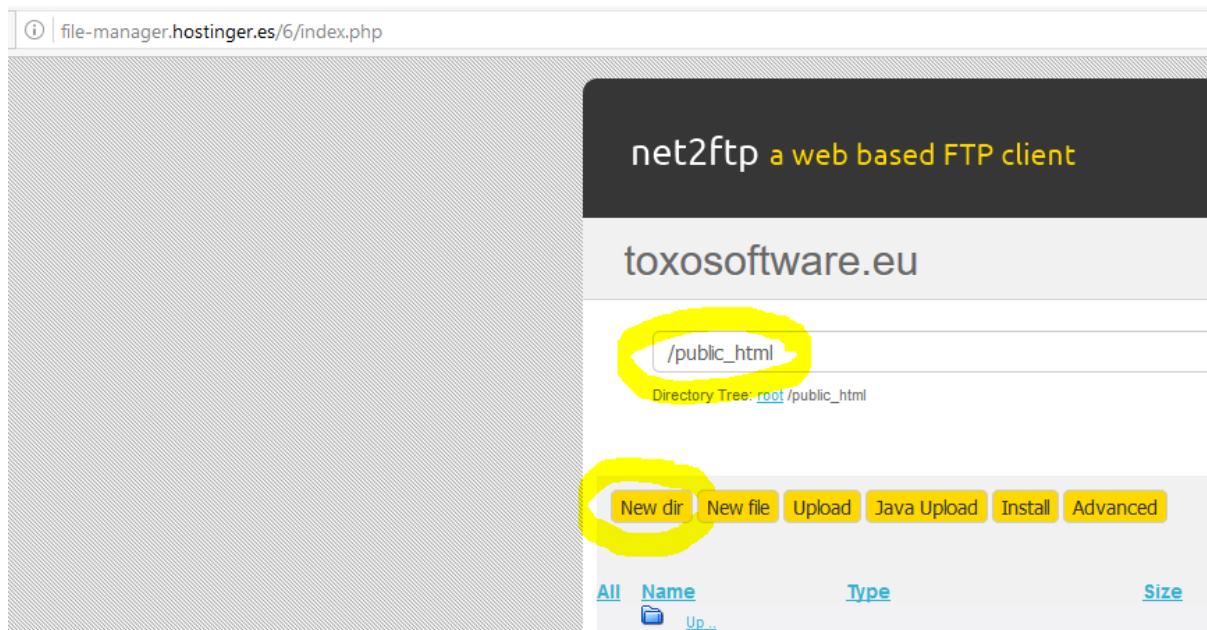 file-manager.hostinger.es/6/index.php
net2ftp a web based FTP client
toxosoftware.eu
/public_html
Directory Tree: root /public_html
New dir New file Upload Java Upload Install Advanced
All Name Type Size
Up ..